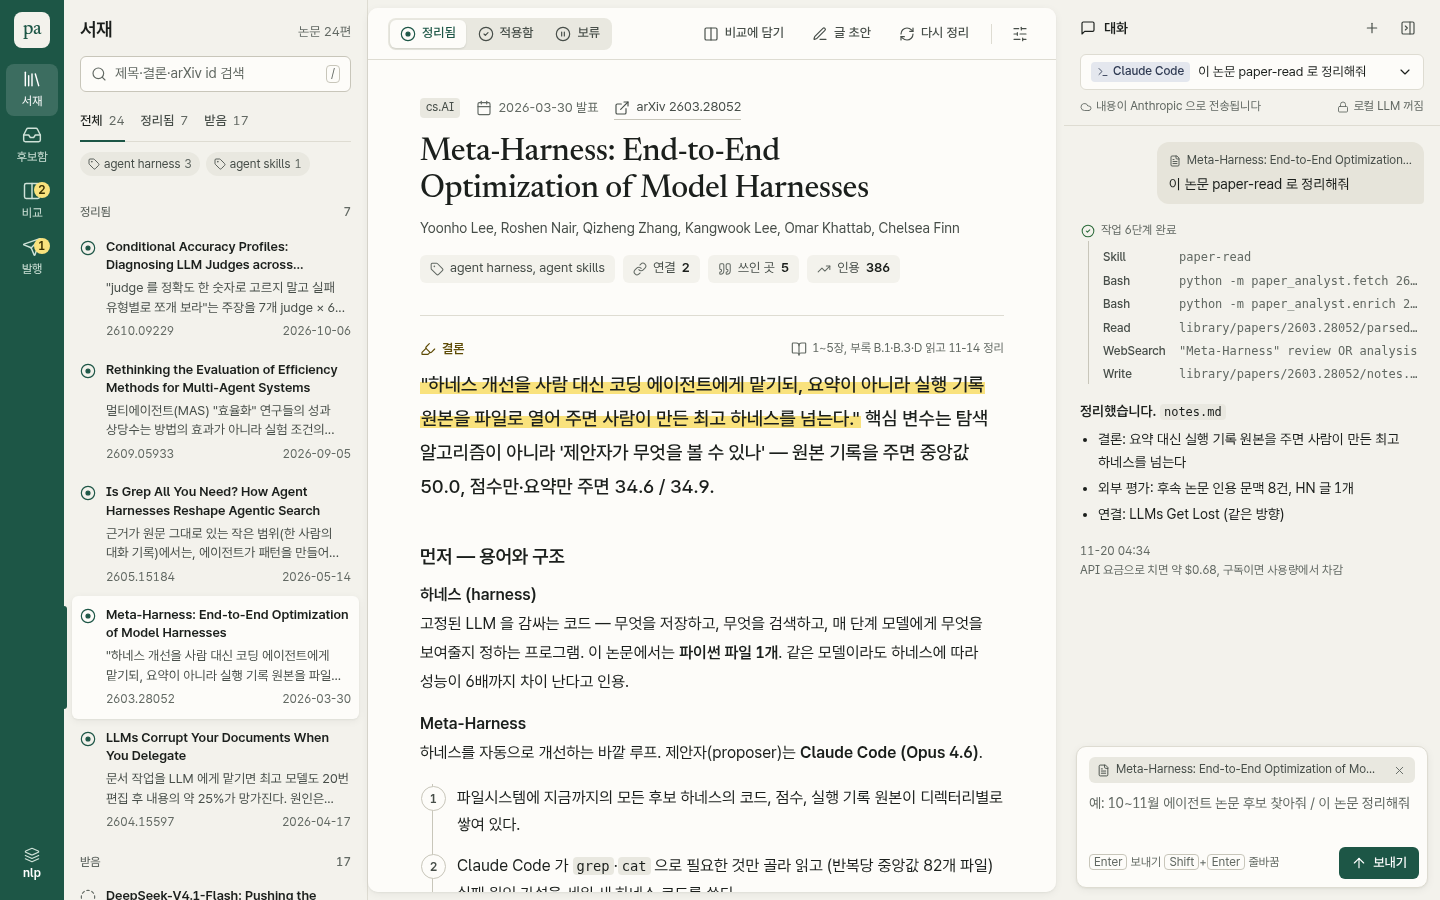 pa
서재
후보함
비교
2
발행
1
nlp
서재
논문 24편
제목·결론·arXiv id 검색
/
전체 24
정리됨 7
받음 17
agent harness 3
agent skills 1
정리됨
7
Conditional Accuracy Profiles:
Diagnosing LLM Judges across...
"judge 를 정확도 한 숫자로 고르지 말고 실패
유형별로 쪼개 보라"는 주장을 7개 judge × 6...
2610.09229
2026-10-06
Rethinking the Evaluation of Efficiency
Methods for Multi-Agent Systems
멀티에이전트(MAS) "효율화" 연구들의 성과
상당수는 방법의 효과가 아니라 실험 조건의...
2609.05933
2026-09-05
Is Grep All You Need? How Agent
Harnesses Reshape Agentic Search
근거가 원문 그대로 있는 작은 범위(한 사람의
대화 기록)에서는, 에이전트가 패턴을 만들어...
2605.15184
2026-05-14
Meta-Harness: End-to-End Optimization
of Model Harnesses
"하네스 개선을 사람 대신 코딩 에이전트에게
맡기되, 요약이 아니라 실행 기록 원본을 파일...
2603.28052
2026-03-30
LLMs Corrupt Your Documents When
You Delegate
문서 작업을 LLM 에게 맡기면 최고 모델도 20번
편집 후 내용의 약 25%가 망가진다. 원인은...
2604.15597
2026-04-17
받음
17
DeepSeek-V4.1-Flash: Pushing the
정리됨
적용함
보류
비교에 담기
글 초안
다시 정리
cs.AI
2026-03-30 발표
arXiv 2603.28052
Meta-Harness: End-to-End
Optimization of Model Harnesses
Yoonho Lee, Roshen Nair, Qizheng Zhang, Kangwook Lee, Omar Khattab, Chelsea Finn
agent harness, agent skills
연결 2
쓰인 곳 5
인용 386
결론
1~5장, 부록 B.1·B.3·D 읽고 11-14 정리
"하네스 개선을 사람 대신 코딩 에이전트에게 맡기되, 요약이 아니라 실행 기록
원본을 파일로 열어 주면 사람이 만든 최고 하네스를 넘는다." 핵심 변수는 탐색
알고리즘이 아니라 '제안자가 무엇을 볼 수 있나' — 원본 기록을 주면 중앙값
50.0, 점수만·요약만 주면 34.6 / 34.9.
먼저 — 용어와 구조
하네스 (harness)
고정된 LLM 을 감싸는 코드 — 무엇을 저장하고, 무엇을 검색하고, 매 단계 모델에게 무엇을
보여줄지 정하는 프로그램. 이 논문에서는 파이썬 파일 1개. 같은 모델이라도 하네스에 따라
성능이 6배까지 차이 난다고 인용.
Meta-Harness
하네스를 자동으로 개선하는 바깥 루프. 제안자(proposer)는 Claude Code (Opus 4.6).
1
파일시스템에 지금까지의 모든 후보 하네스의 코드, 점수, 실행 기록 원본이 디렉터리별로
쌓여 있다.
2
Claude Code 가 grep·cat 으로 필요한 것만 골라 읽고 (반복당 중앙값 82개 파일)
대화
Claude Code
이 논문 paper-read 로 정리해줘
내용이 Anthropic 으로 전송됩니다
로컬 LLM 꺼짐
Meta-Harness: End-to-End Optimization...
이 논문 paper-read 로 정리해줘
작업 6단계 완료
Skill paper-read
Bash python -m paper_analyst.fetch 26...
Bash python -m paper_analyst.enrich 2...
Read library/papers/2603.28052/parsed...
WebSearch "Meta-Harness" review OR analysis
Write library/papers/2603.28052/notes....
정리했습니다. notes.md
• 결론: 요약 대신 실행 기록 원본을 주면 사람이 만든 최고
하네스를 넘는다
• 외부 평가: 후속 논문 인용 문맥 8건, HN 글 1개
• 연결: LLMs Get Lost (같은 방향)
11-20 04:34
API 요금으로 치면 약 $0.68, 구독이면 사용량에서 차감
Meta-Harness: End-to-End Optimization of Mo...
예: 10~11월 에이전트 논문 후보 찾아줘 / 이 논문 정리해줘
Enter 보내기 Shift+Enter 줄바꿈
보내기